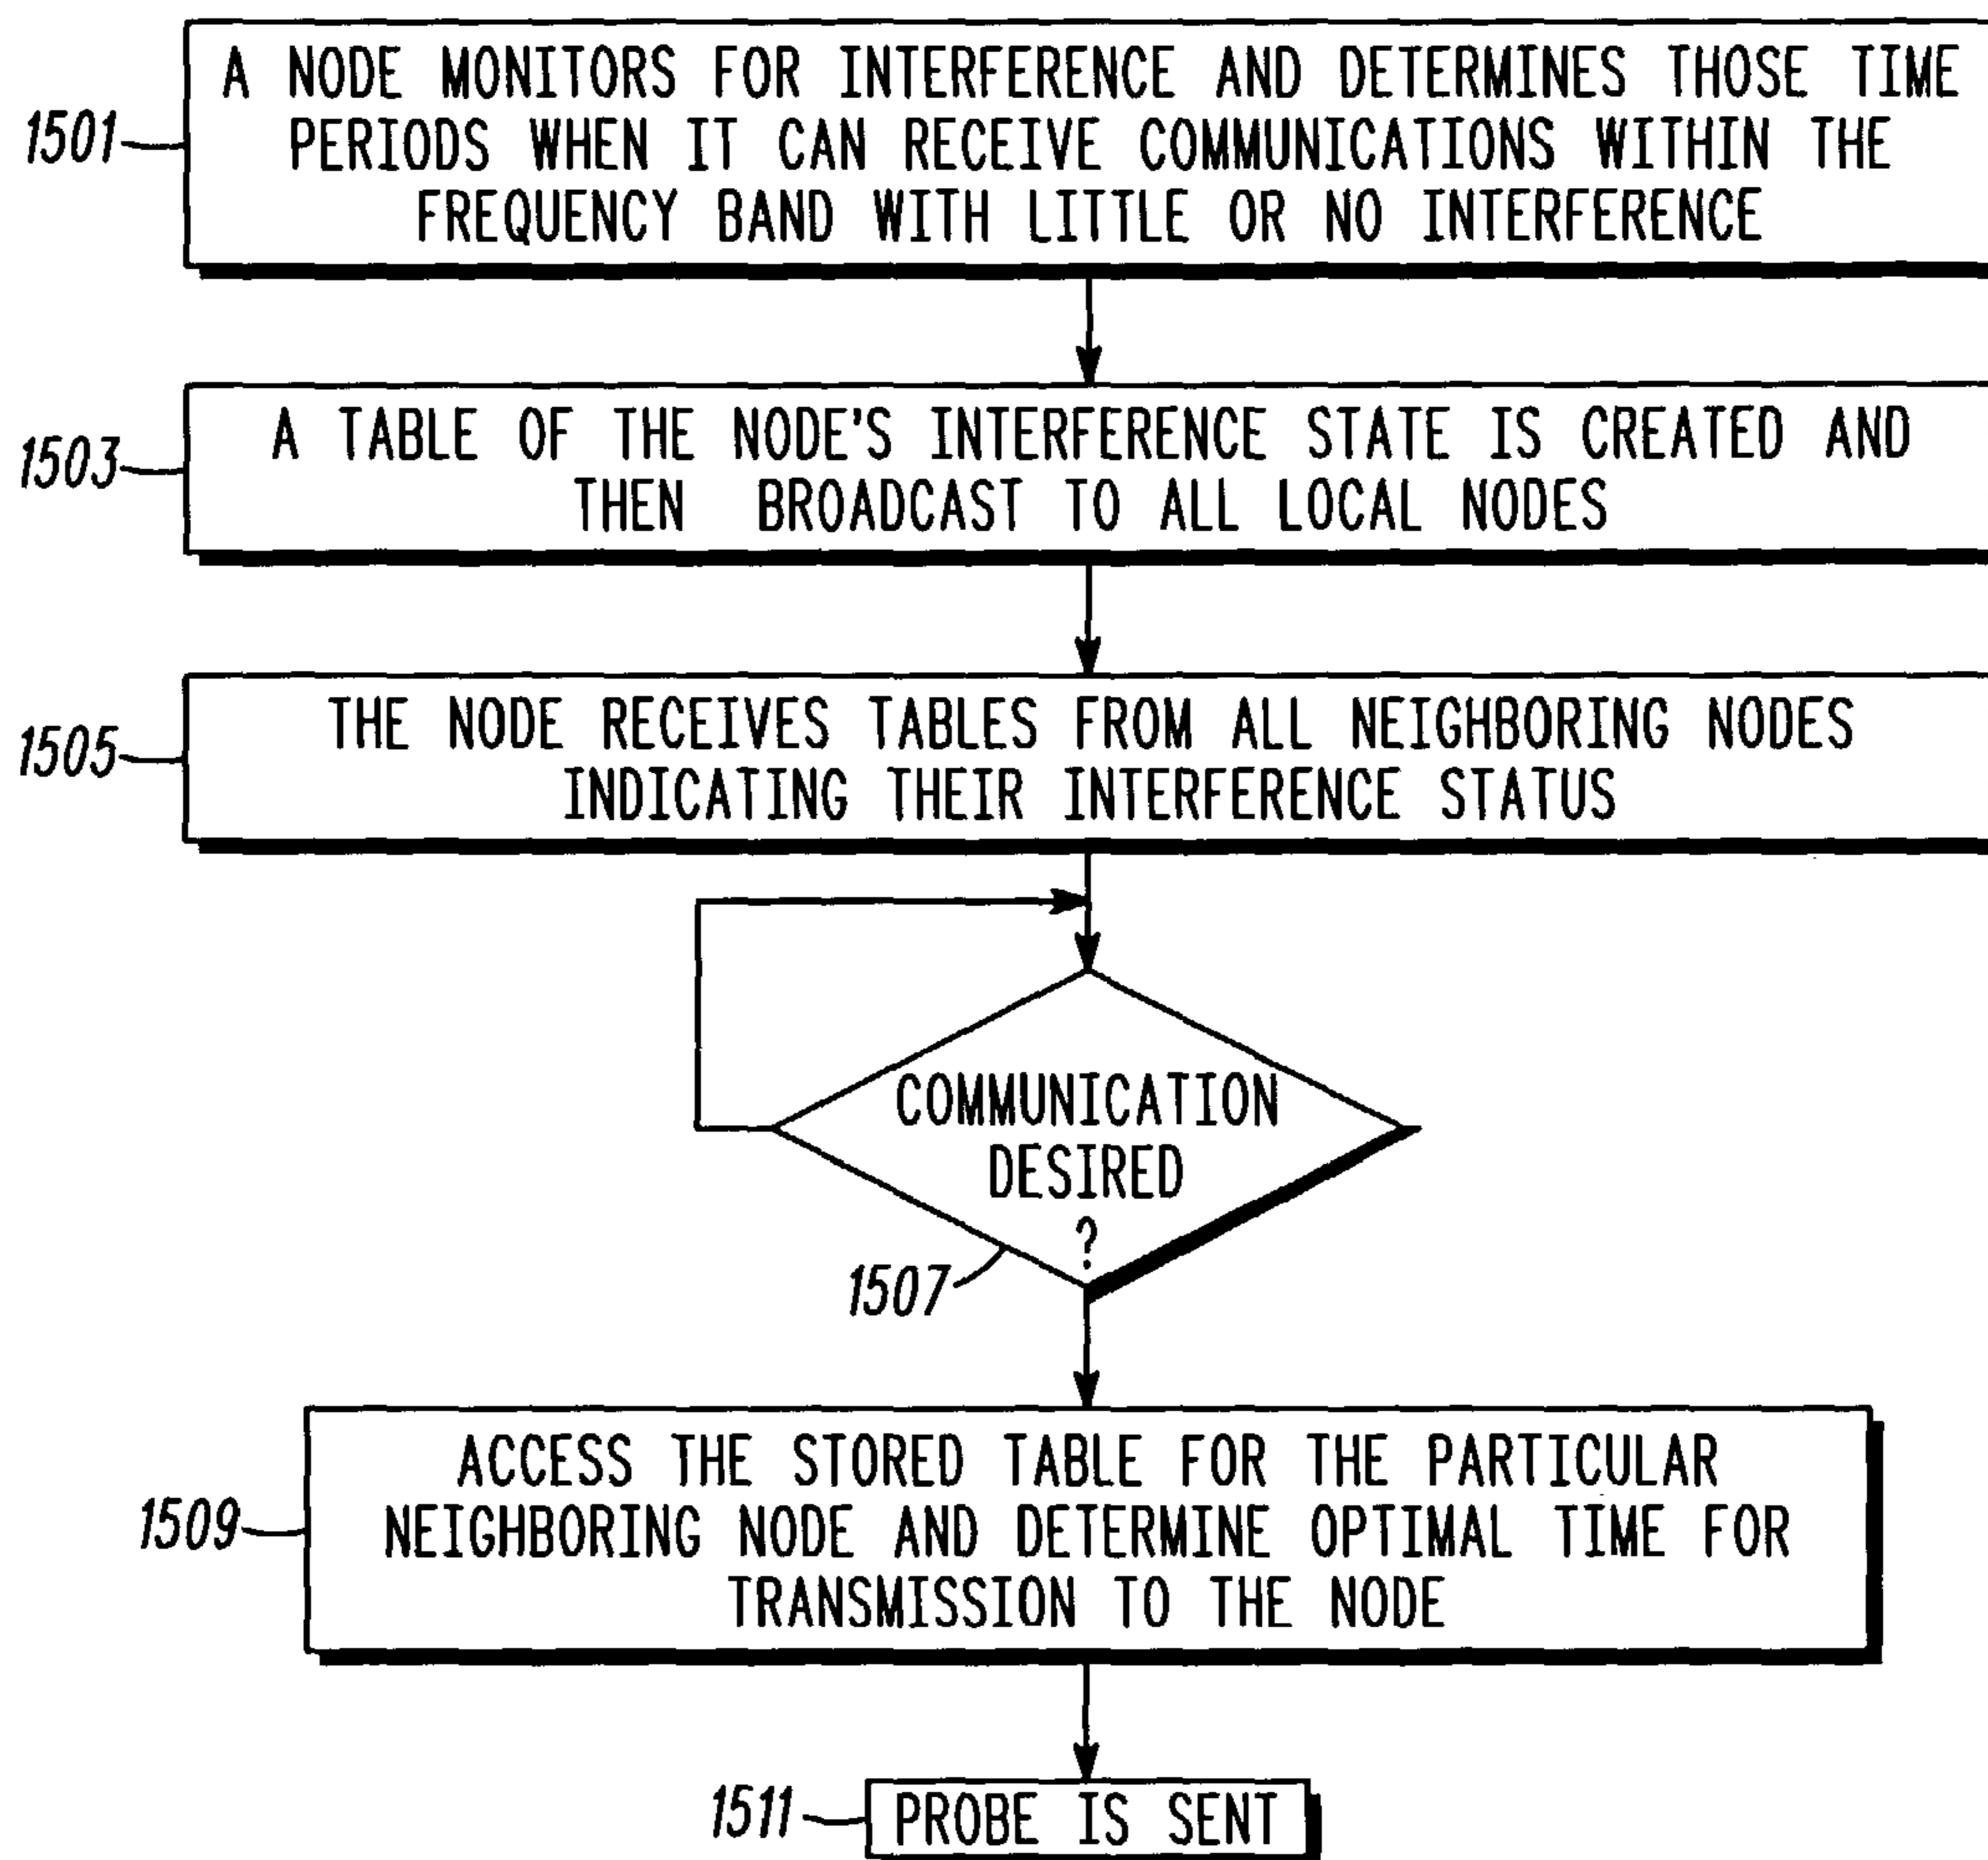 1501
A NODE MONITORS FOR INTERFERENCE AND DETERMINES THOSE TIME
PERIODS WHEN IT CAN RECEIVE COMMUNICATIONS WITHIN THE
FREQUENCY BAND WITH LITTLE OR NO INTERFERENCE
1503
A TABLE OF THE NODE'S INTERFERENCE STATE IS CREATED AND
THEN BROADCAST TO ALL LOCAL NODES
1505
THE NODE RECEIVES TABLES FROM ALL NEIGHBORING NODES
INDICATING THEIR INTERFERENCE STATUS
COMMUNICATION
DESIRED
?
1507
1509
ACCESS THE STORED TABLE FOR THE PARTICULAR
NEIGHBORING NODE AND DETERMINE OPTIMAL TIME FOR
TRANSMISSION TO THE NODE
1511
PROBE IS SENT